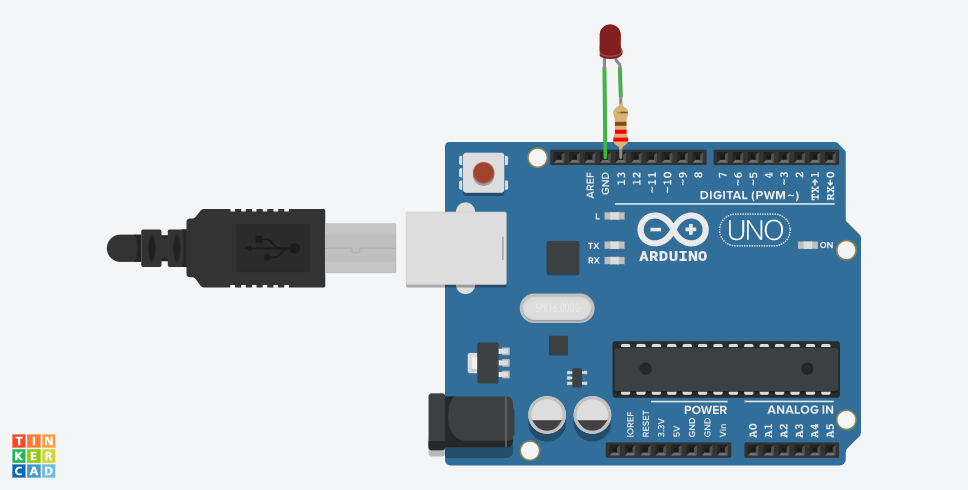 AREF
GND
13
12
~11
~10
~9
8
7
~6
~5
4
~3
2
TX→1
RX←0
DIGITAL (PWM~)
L
TX
RX
ARDUINO
UNO
ON
IOREF
RESET
3.3V
5V
GND
GND
Vin
POWER
ANALOG IN
A0
A1
A2
A3
A4
A5
TIN
KER
CAD